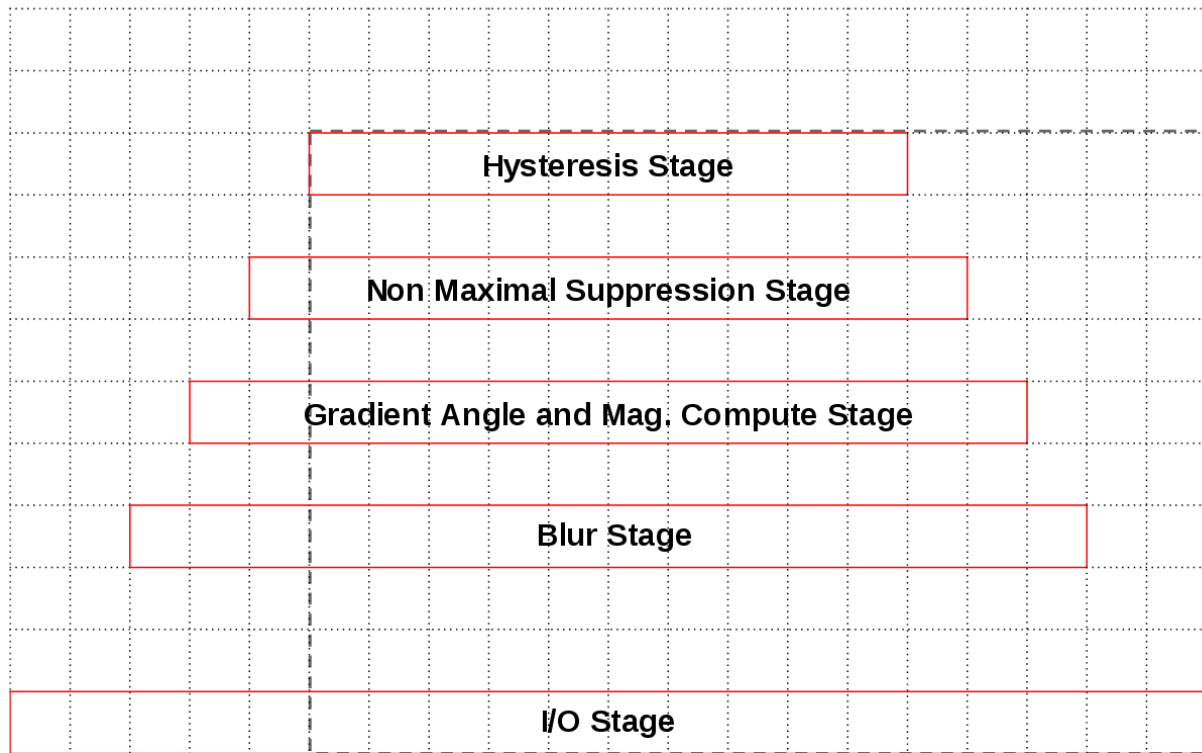 Hysteresis Stage
Non Maximal Suppression Stage
Gradient Angle and Mag. Compute Stage
Blur Stage
I/O Stage